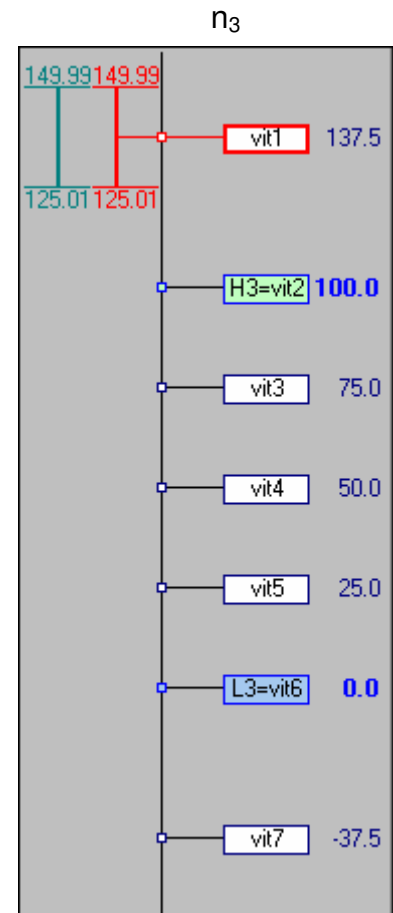 n₃
149.99 149.99
vit1 137.5
125.01 125.01
H3=vit2 100.0
vit3 75.0
vit4 50.0
vit5 25.0
L3=vit6 0.0
vit7 -37.5